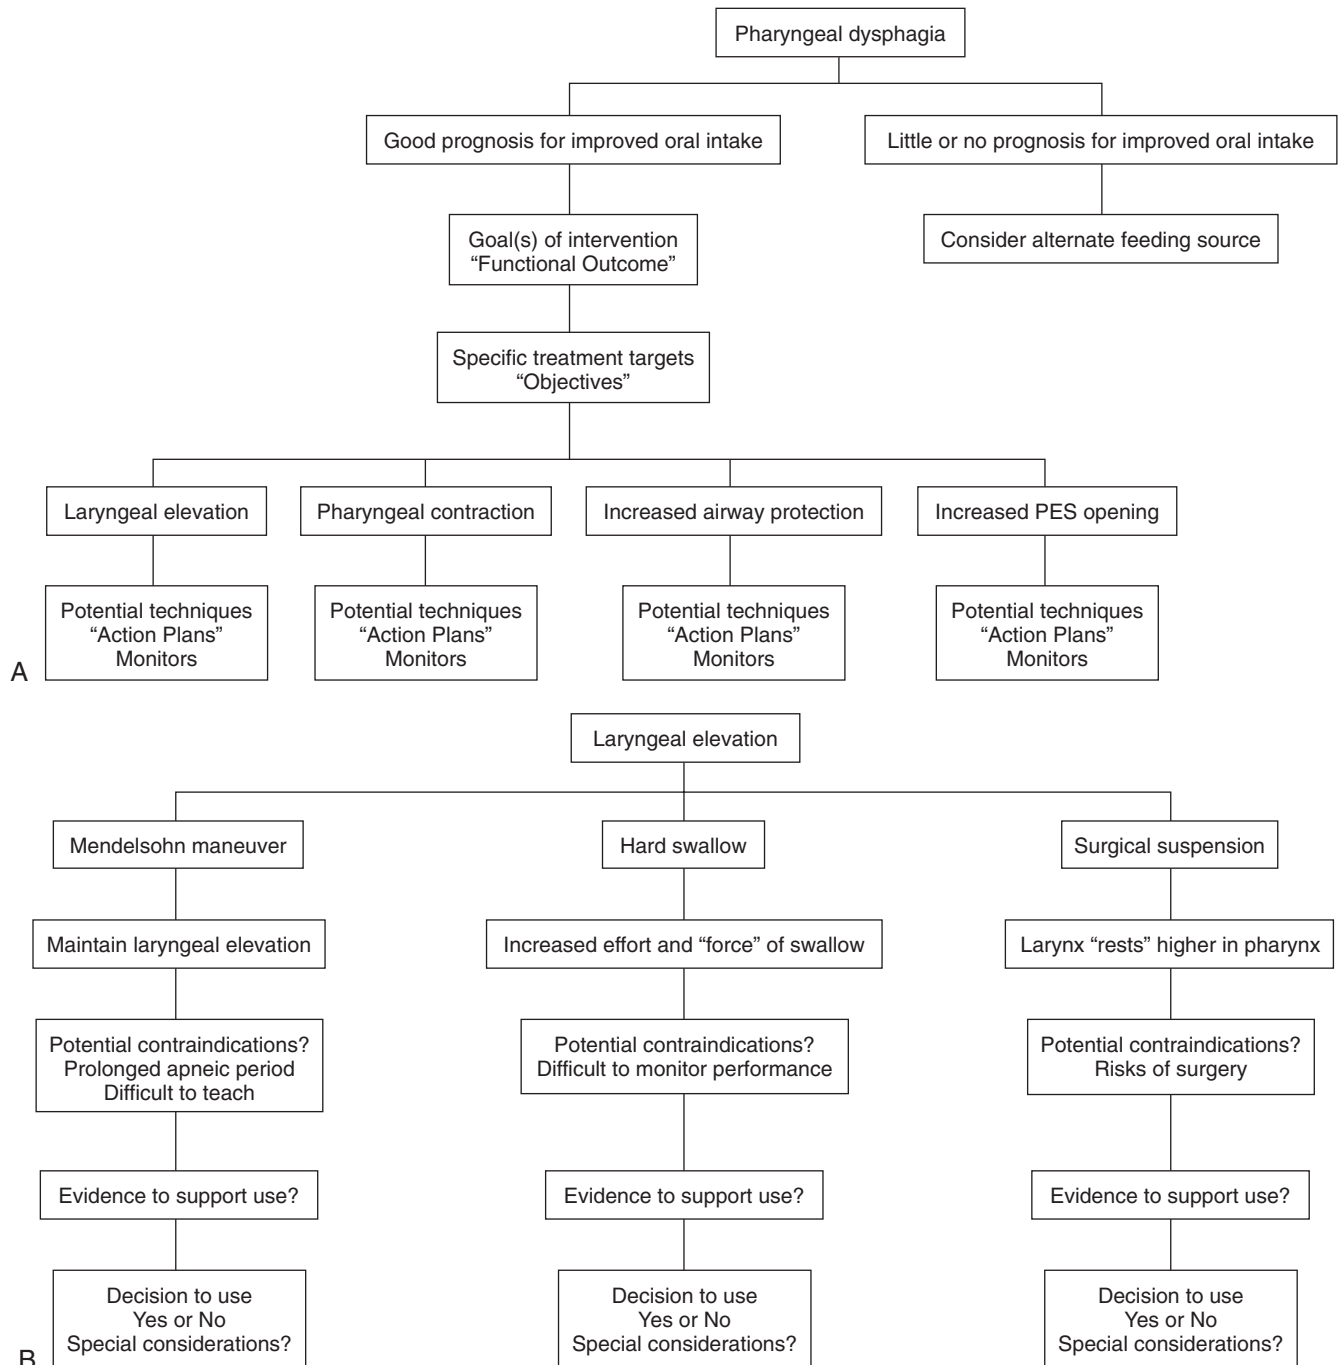 Pharyngeal dysphagia
Good prognosis for improved oral intake
Little or no prognosis for improved oral intake
Goal(s) of intervention
“Functional Outcome”
Consider alternate feeding source
Specific treatment targets
“Objectives”
Laryngeal elevation
Pharyngeal contraction
Increased airway protection
Increased PES opening
Potential techniques
“Action Plans”
Monitors
Potential techniques
“Action Plans”
Monitors
Potential techniques
“Action Plans”
Monitors
Potential techniques
“Action Plans”
Monitors
A
Laryngeal elevation
Mendelsohn maneuver
Hard swallow
Surgical suspension
Maintain laryngeal elevation
Increased effort and “force” of swallow
Larynx “rests” higher in pharynx
Potential contraindications?
Prolonged apneic period
Difficult to teach
Potential contraindications?
Difficult to monitor performance
Potential contraindications?
Risks of surgery
Evidence to support use?
Evidence to support use?
Evidence to support use?
Decision to use
Yes or No
Special considerations?
Decision to use
Yes or No
Special considerations?
Decision to use
Yes or No
Special considerations?
B